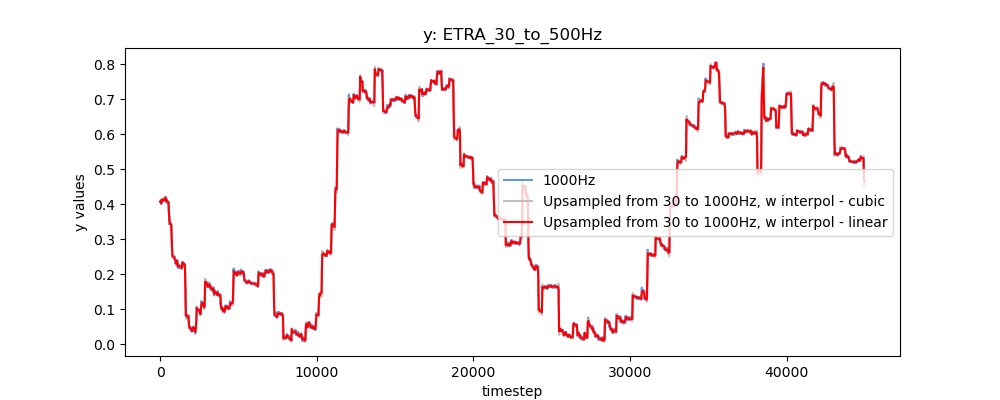 y: ETRA_30_to_500Hz
0.8
0.7
0.6
0.5
0.4
0.3
0.2
0.1
0.0
y values
1000Hz
Upsampled from 30 to 1000Hz, w interpol - cubic
Upsampled from 30 to 1000Hz, w interpol - linear
0
10000
20000
30000
40000
timestep